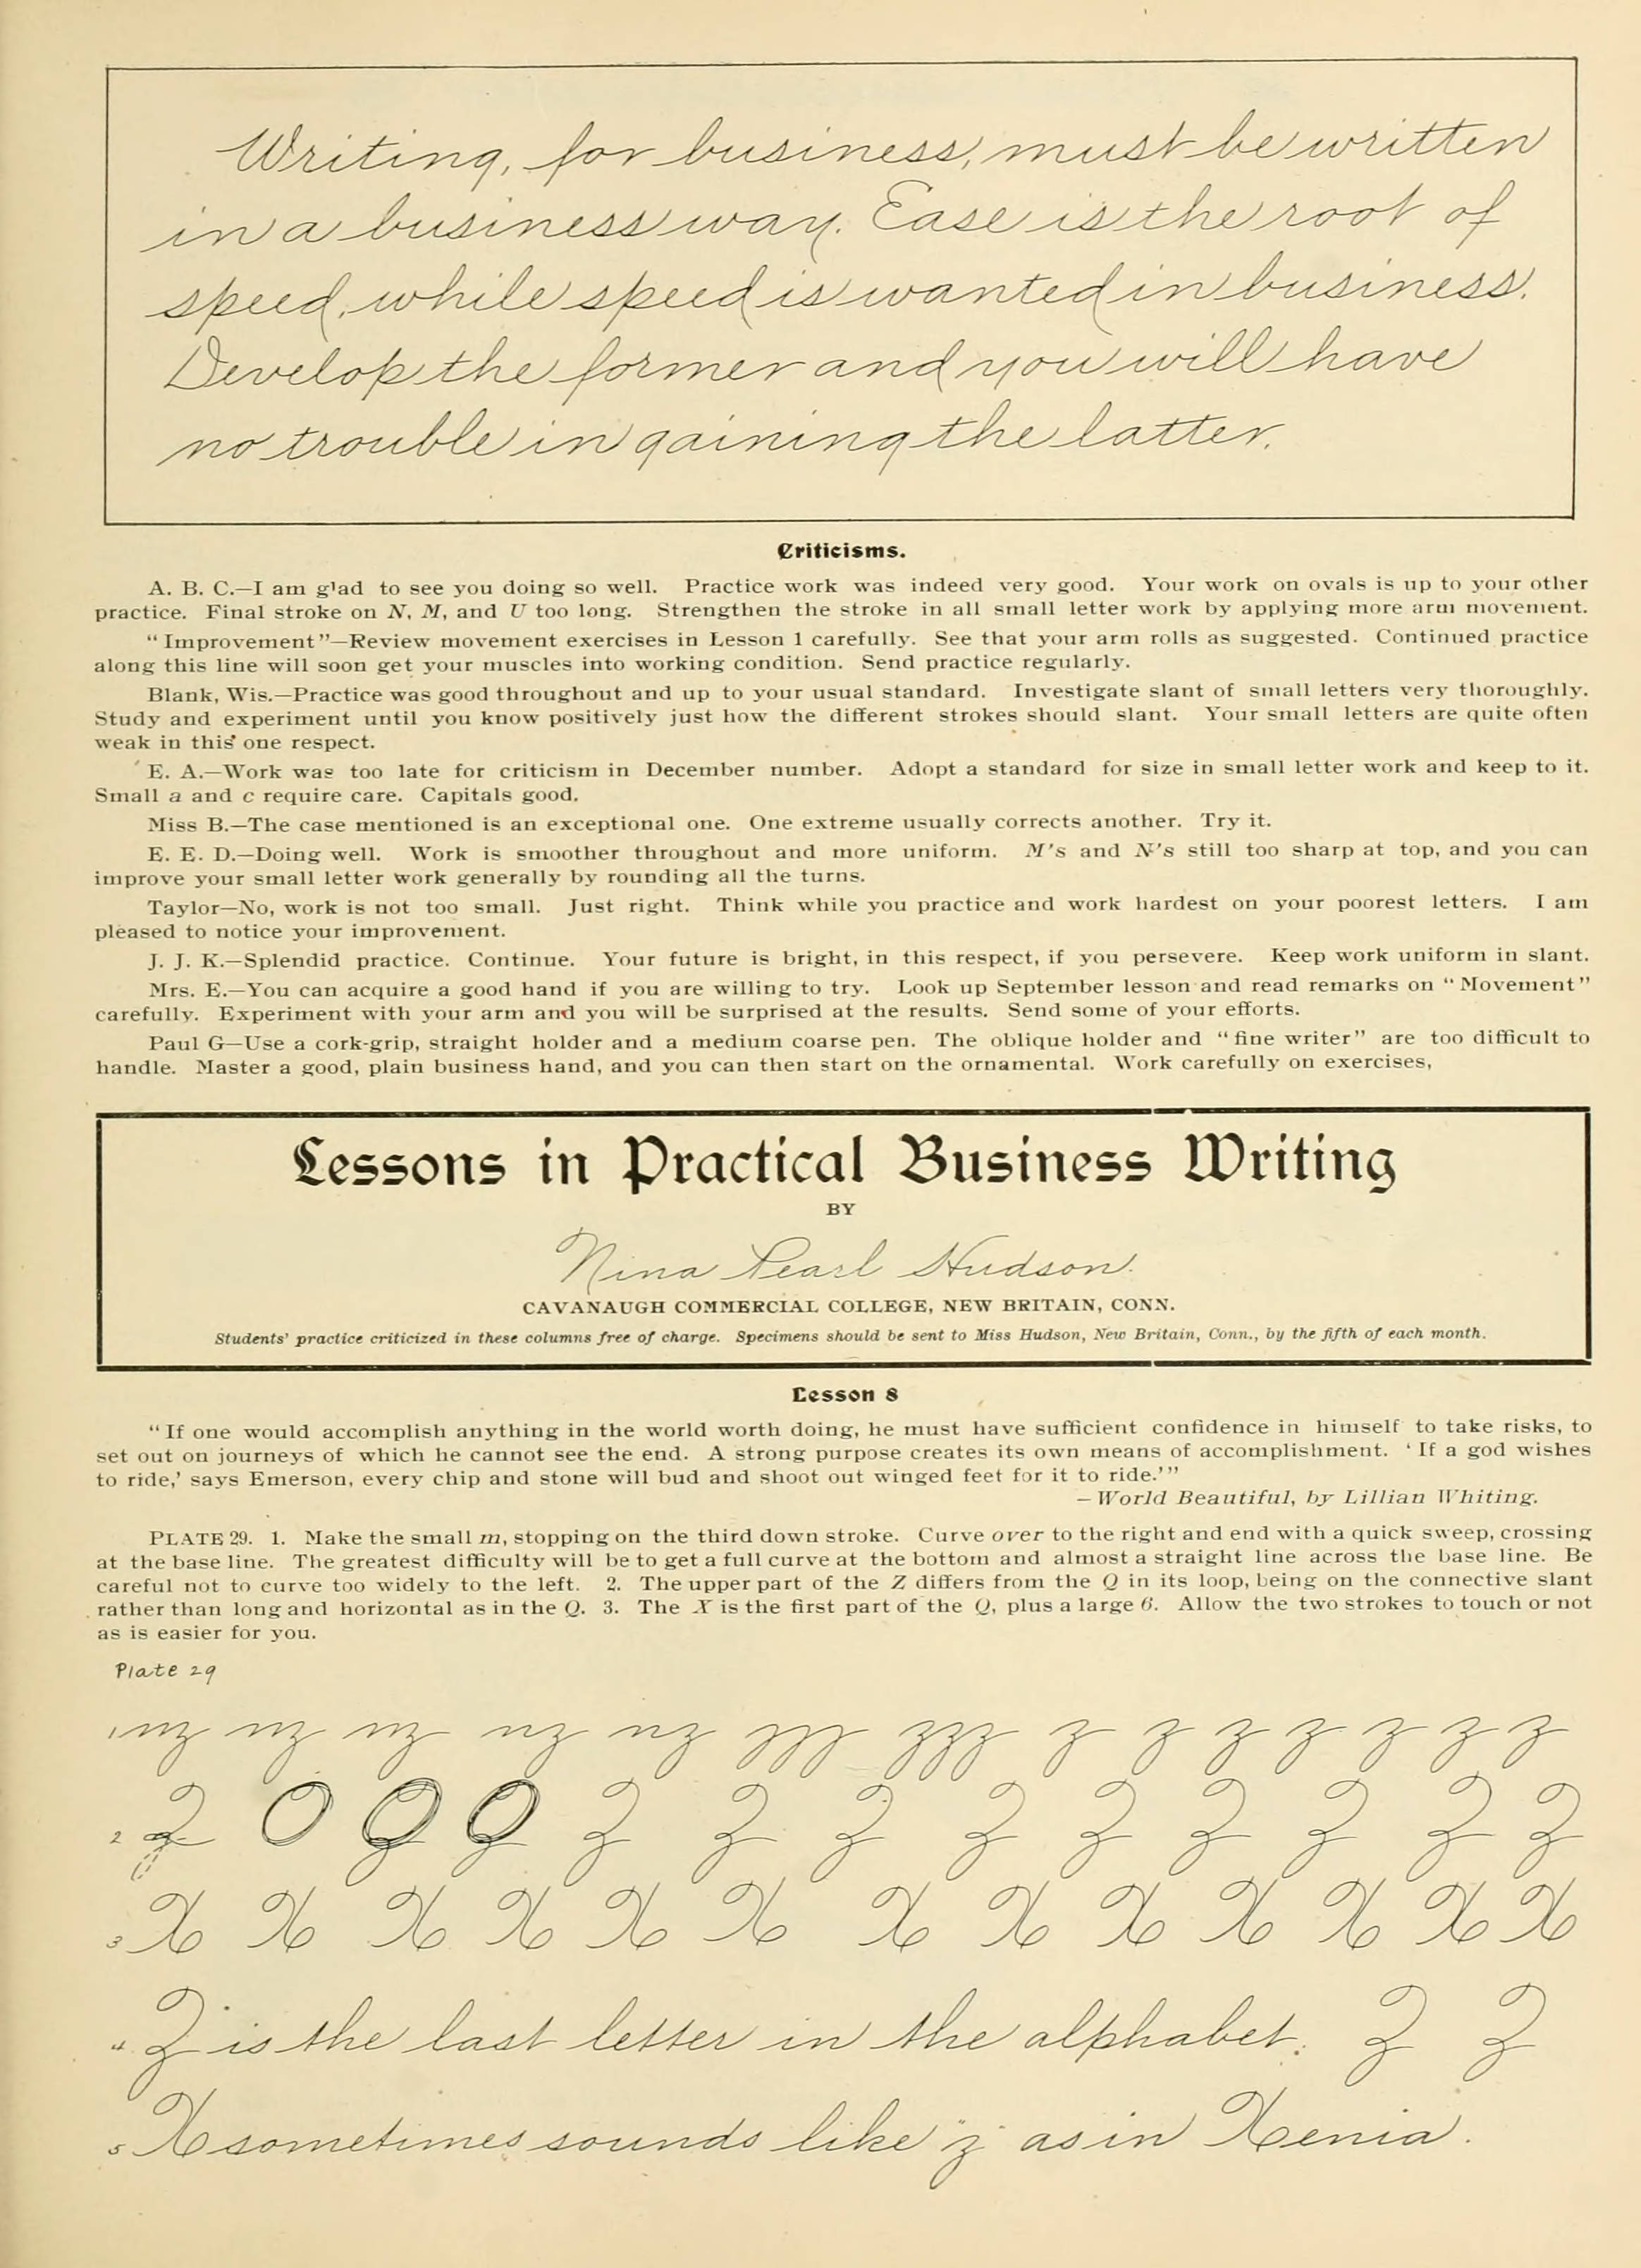 Writing, for business, must be written
in a business way. Ease is the root of
speed, while speed is wanted in business.
Develop the former and you will have
no trouble in gaining the latter.
Criticisms.
A. B. C.—I am glad to see you doing so well. Practice work was indeed very good. Your work on ovals is up to your other
practice. Final stroke on N, M, and U too long. Strengthen the stroke in all small letter work by applying more arm movement.
"Improvement"—Review movement exercises in Lesson 1 carefully. See that your arm rolls as suggested. Continued practice
along this line will soon get your muscles into working condition. Send practice regularly.
Blank, Wis.—Practice was good throughout and up to your usual standard. Investigate slant of small letters very thoroughly.
Study and experiment until you know positively just how the different strokes should slant. Your small letters are quite often
weak in this one respect.
E. A.—Work was too late for criticism in December number. Adopt a standard for size in small letter work and keep to it.
Small a and c require care. Capitals good.
Miss B.—The case mentioned is an exceptional one. One extreme usually corrects another. Try it.
E. E. D.—Doing well. Work is smoother throughout and more uniform. M's and N's still too sharp at top, and you can
improve your small letter work generally by rounding all the turns.
Taylor—No, work is not too small. Just right. Think while you practice and work hardest on your poorest letters. I am
pleased to notice your improvement.
J. J. K.—Splendid practice. Continue. Your future is bright, in this respect, if you persevere. Keep work uniform in slant.
Mrs. E.—You can acquire a good hand if you are willing to try. Look up September lesson and read remarks on "Movement"
carefully. Experiment with your arm and you will be surprised at the results. Send some of your efforts.
Paul G—Use a cork-grip, straight holder and a medium coarse pen. The oblique holder and "fine writer" are too difficult to
handle. Master a good, plain business hand, and you can then start on the ornamental. Work carefully on exercises,
Lessons in Practical Business Writing
BY
Nina Pearl Hudson.
CAVANAUGH COMMERCIAL COLLEGE, NEW BRITAIN, CONN.
Students' practice criticized in these columns free of charge. Specimens should be sent to Miss Hudson, New Britain, Conn., by the fifth of each month.
Lesson 8
"If one would accomplish anything in the world worth doing, he must have sufficient confidence in himself to take risks, to
set out on journeys of which he cannot see the end. A strong purpose creates its own means of accomplishment. 'If a god wishes
to ride,' says Emerson, every chip and stone will bud and shoot out winged feet for it to ride.'"
—World Beautiful, by Lillian Whiting.
PLATE 29. 1. Make the small m, stopping on the third down stroke. Curve over to the right and end with a quick sweep, crossing
at the base line. The greatest difficulty will be to get a full curve at the bottom and almost a straight line across the base line. Be
careful not to curve too widely to the left. 2. The upper part of the Z differs from the Q in its loop, being on the connective slant
rather than long and horizontal as in the Q. 3. The X is the first part of the Q, plus a large 6. Allow the two strokes to touch or not
as is easier for you.
Plate 29
1 mz mz mz nz nz zzz zzz z z z z z z z
2 Z O Q Q Z Z Z Z Z Z Z Z Z
3 X X X X X X X X X X X X X
4 Z is the last letter in the alphabet. Z Z
5 X sometimes sounds like "z" as in Xenia.